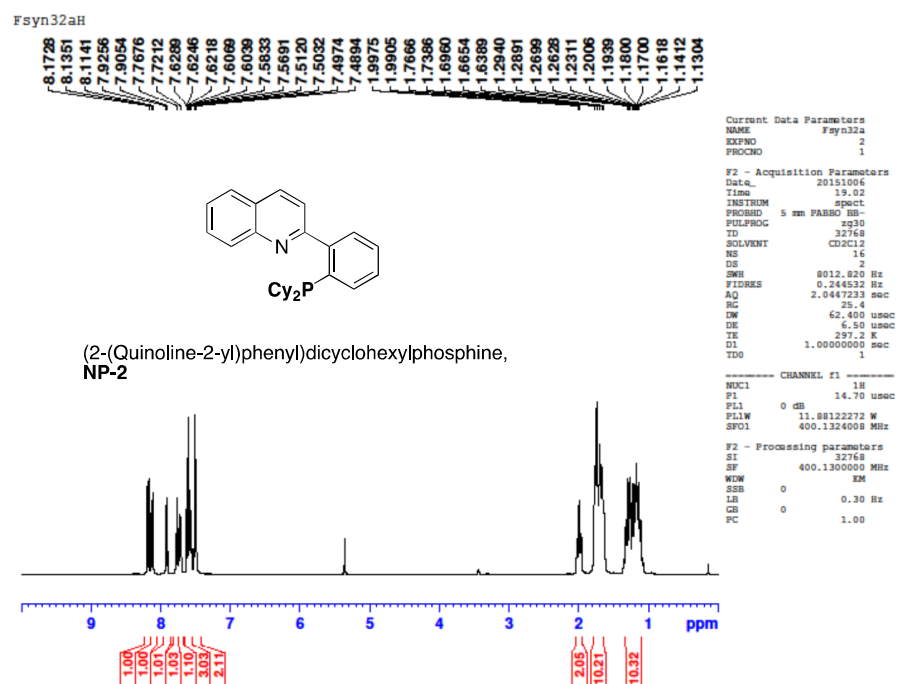 Fsyn32aH
8.1728
8.1351
8.1141
7.9256
7.9054
7.7676
7.7212
7.6289
7.6246
7.6218
7.6069
7.6039
7.5833
7.5691
7.5120
7.5032
7.4974
7.4894
1.9975
1.9905
1.7666
1.7386
1.6960
1.6654
1.6389
1.2940
1.2891
1.2699
1.2628
1.2311
1.2006
1.1939
1.1800
1.1700
1.1618
1.1412
1.1304
Current Data Parameters
NAME Fsyn32a
EXPNO 2
PROCNO 1
F2 - Acquisition Parameters
Date_ 20151006
Time 19.02
INSTRUM spect
PROBHD 5 mm PABBO BB-
PULPROG zg30
TD 32768
SOLVENT CD2Cl2
NS 16
DS 2
SWH 8012.820 Hz
FIDRES 0.244532 Hz
AQ 2.0447233 sec
RG 25.4
DW 62.400 usec
DE 6.50 usec
TE 297.2 K
D1 1.00000000 sec
TD0 1
======== CHANNEL f1 ========
NUC1 1H
P1 14.70 usec
PL1 0 dB
PL1W 11.88122272 W
SFO1 400.1324008 MHz
F2 - Processing parameters
SI 32768
SF 400.1300000 MHz
WDW EM
SSB 0
LB 0.30 Hz
GB 0
PC 1.00
N
Cy2P
(2-(Quinoline-2-yl)phenyl)dicyclohexylphosphine,
NP-2
9 8 7 6 5 4 3 2 1 ppm
1.00
1.00
1.01
1.03
1.10
3.03
2.11
2.05
10.21
10.32